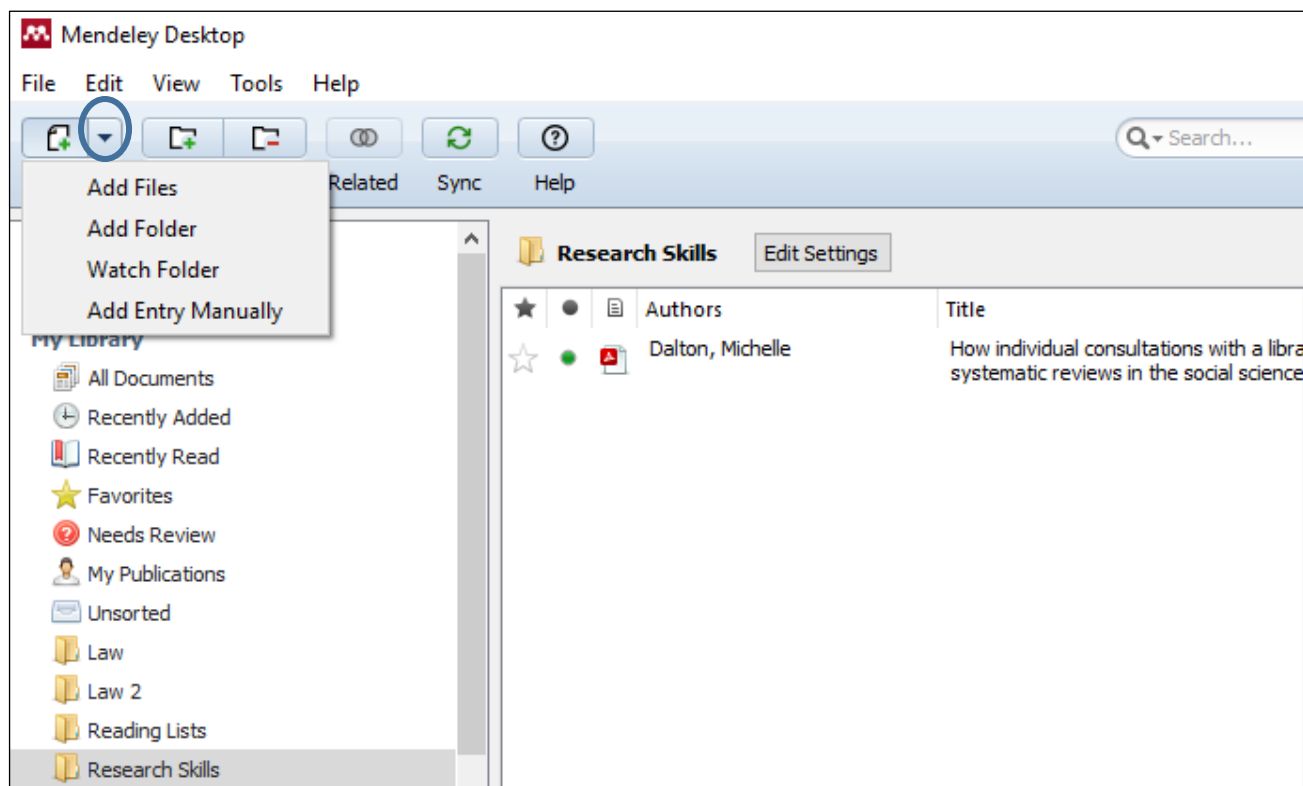 Mendeley Desktop
File Edit View Tools Help
Search...
Related Sync Help
Add Files
Add Folder
Watch Folder
Add Entry Manually
My Library
All Documents
Recently Added
Recently Read
Favorites
Needs Review
My Publications
Unsorted
Law
Law 2
Reading Lists
Research Skills
Research Skills Edit Settings
Authors Title
Dalton, Michelle How individual consultations with a libra
systematic reviews in the social science